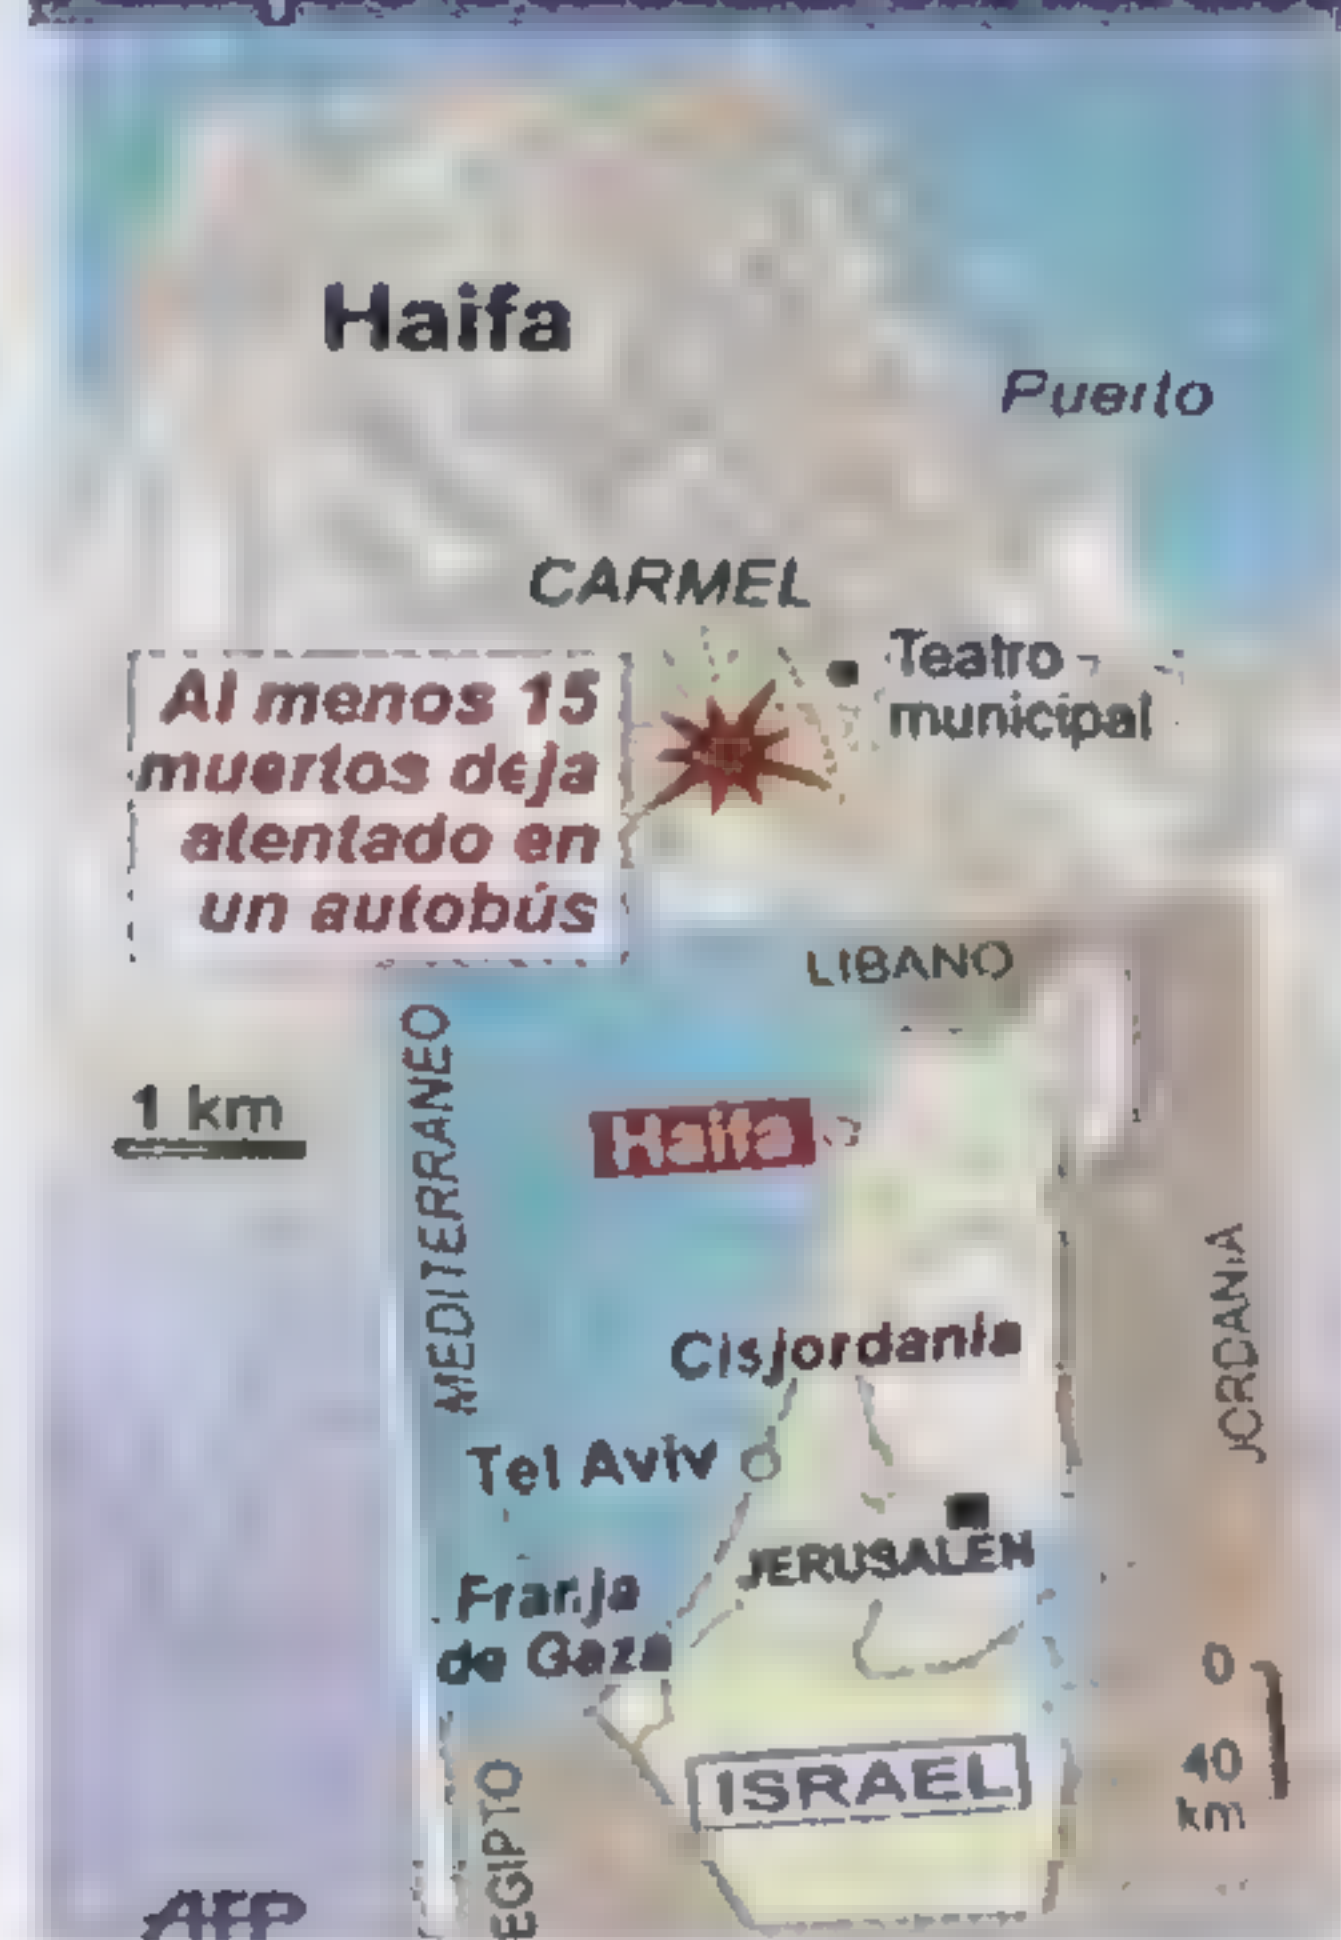 Haifa
Puerto
CARMEL
Teatro
municipal
Al menos 15
muertos deja
atentado en
un autobús
1 km
LIBANO
MEDITERRANEO
Haifa
JORDANIA
Cisjordania
Tel Aviv
JERUSALEN
Franja
de Gaza
0
40
km
ISRAEL
EGIPTO
AFP